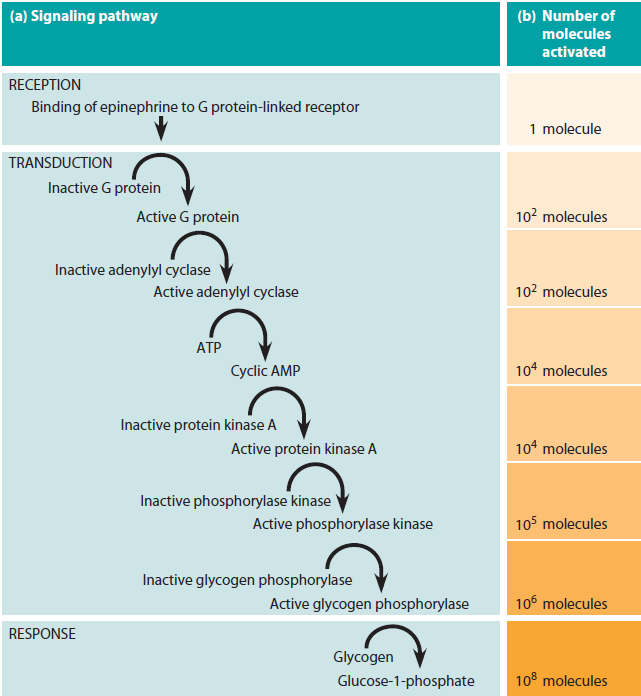 (a) Signaling pathway
(b) Number of
molecules
activated
RECEPTION
Binding of epinephrine to G protein-linked receptor
1 molecule
TRANSDUCTION
Inactive G protein
Active G protein
10² molecules
Inactive adenylyl cyclase
Active adenylyl cyclase
10² molecules
ATP
Cyclic AMP
10⁴ molecules
Inactive protein kinase A
Active protein kinase A
10⁴ molecules
Inactive phosphorylase kinase
Active phosphorylase kinase
10⁵ molecules
Inactive glycogen phosphorylase
Active glycogen phosphorylase
10⁶ molecules
RESPONSE
Glycogen
Glucose-1-phosphate
10⁸ molecules